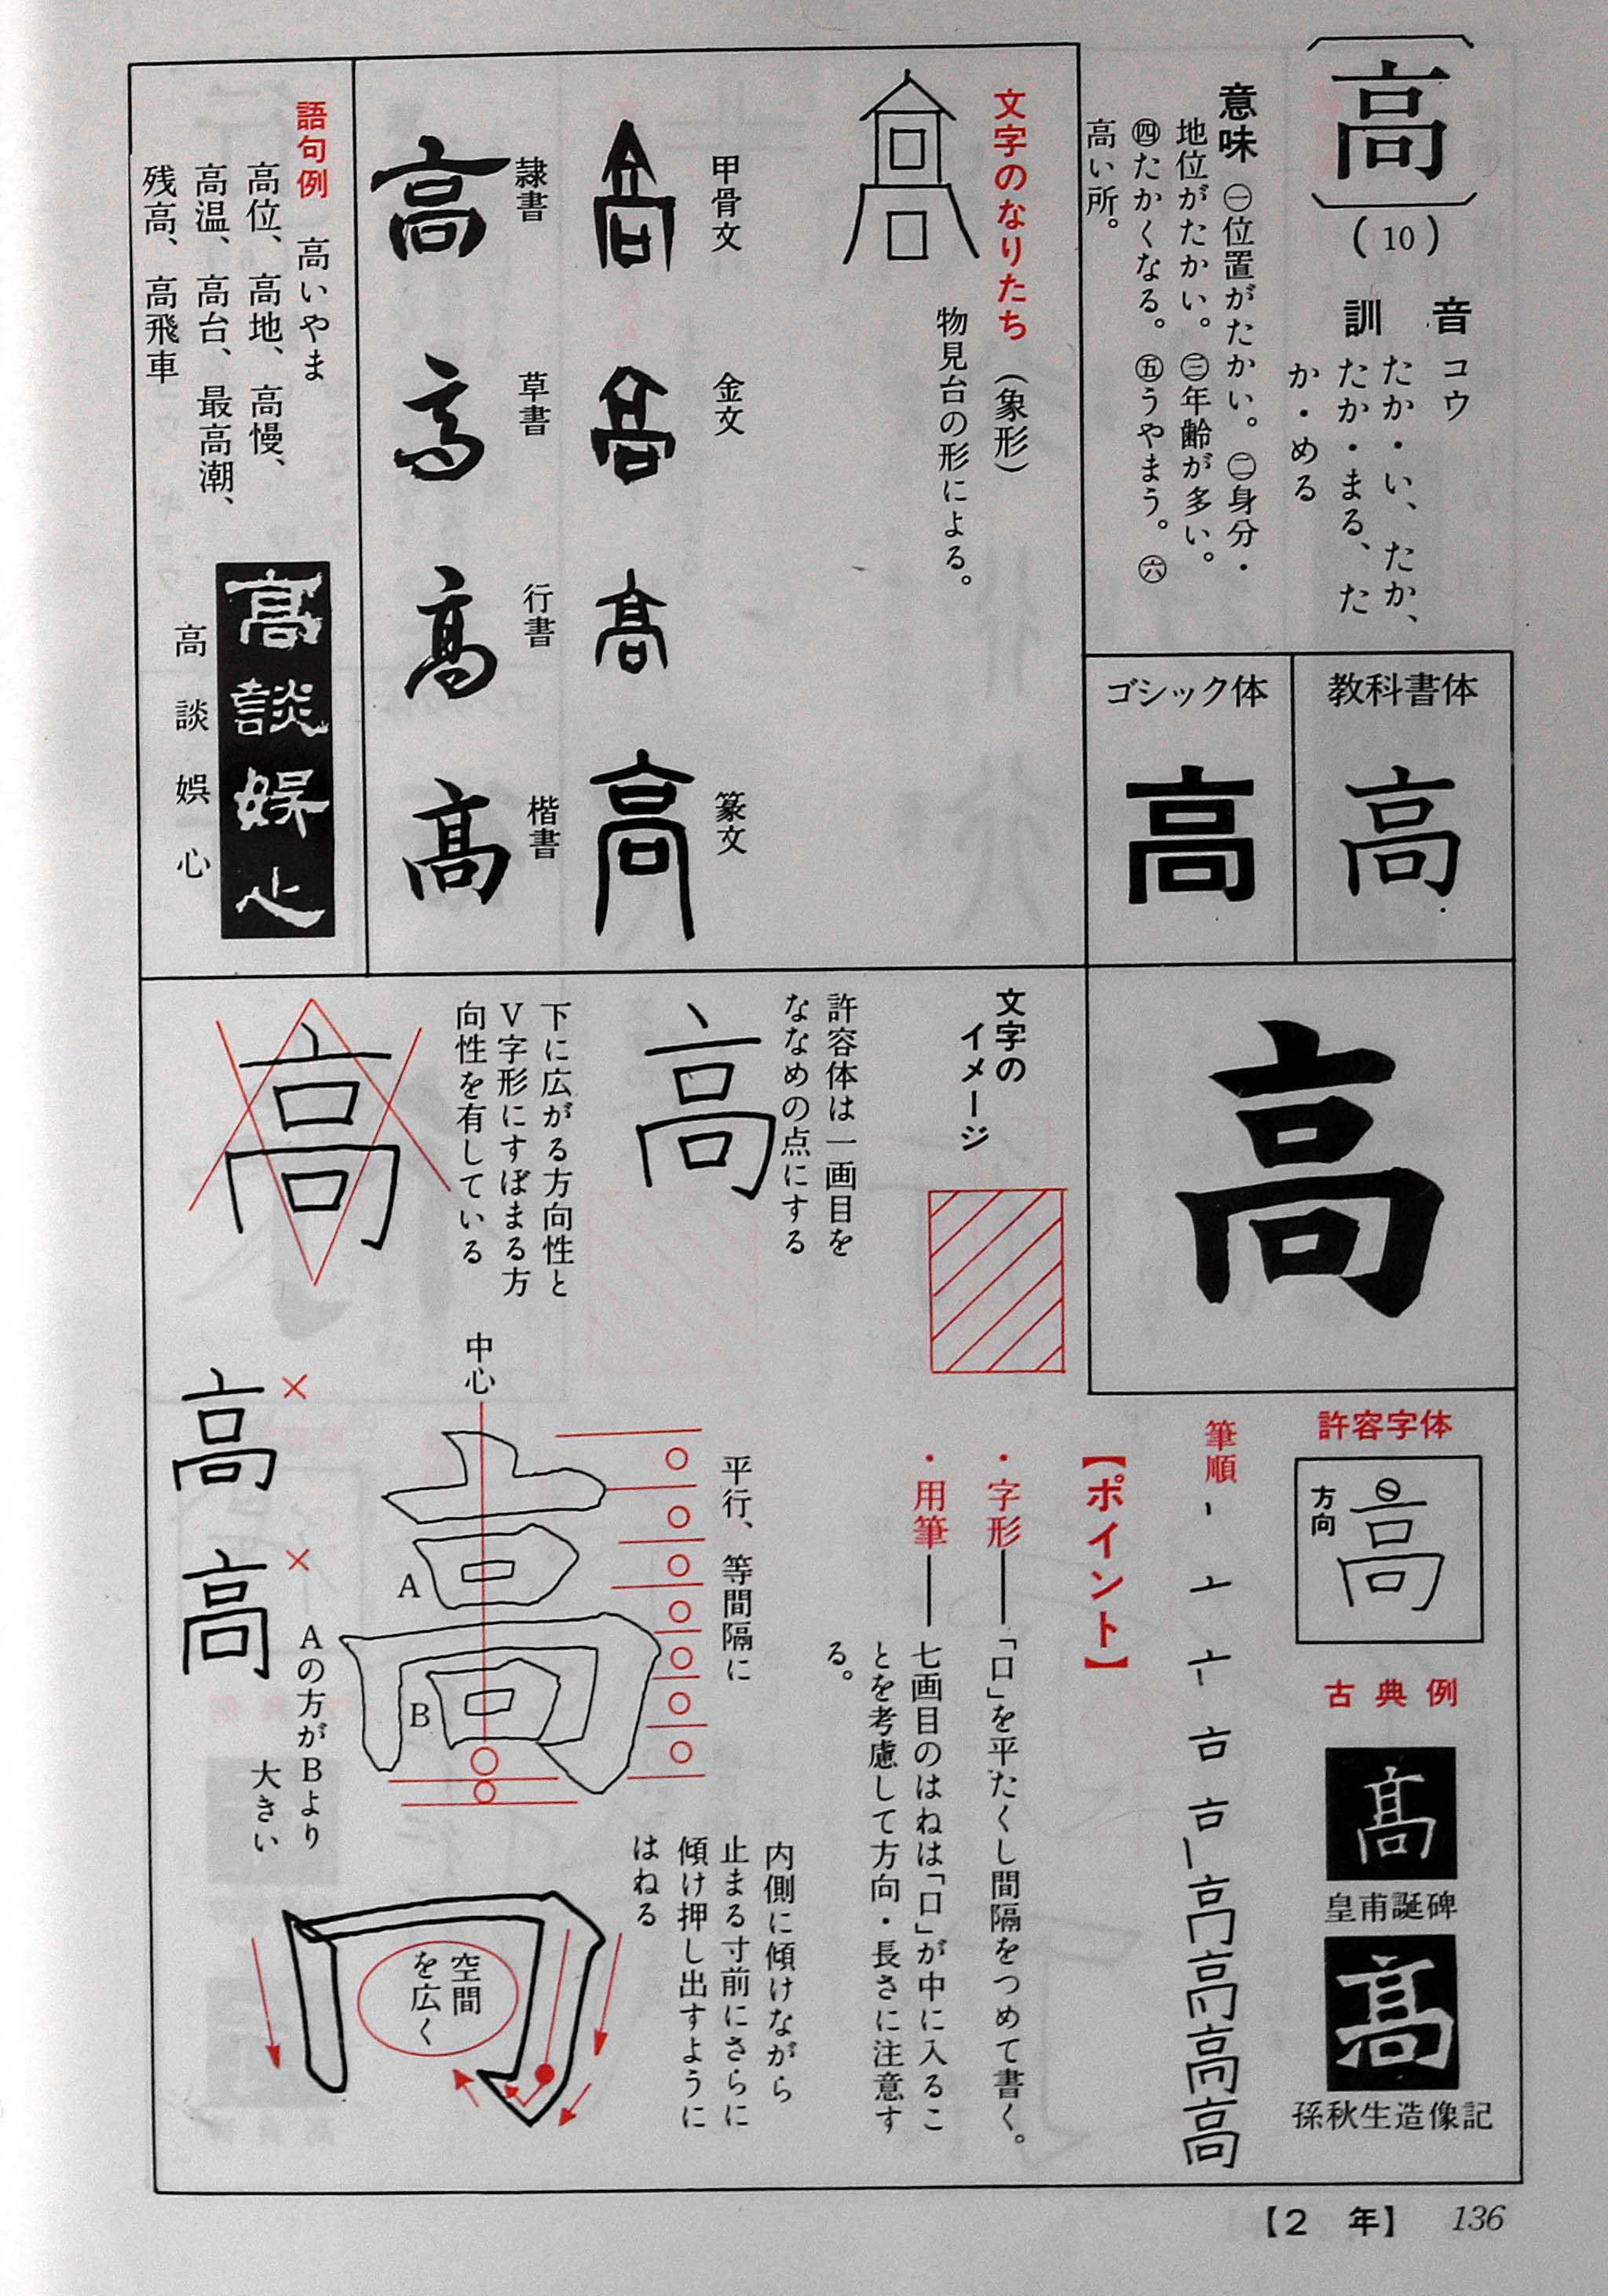 〔高〕(10)
音 コウ
訓 たか・い、たか、
たか・まる、た
か・める
意味 ㊀位置がたかい。㊁身分・
地位がたかい。㊂年齢が多い。
㊃たかくなる。㊄うやまう。㊅
高い所。
教科書体
高
ゴシック体
高
文字のなりたち（象形）
物見台の形による。
甲骨文
金文
篆文
隷書
高
草書
高
行書
高
楷書
高
語句例 高いやま
高位、高地、高慢、
高温、高台、最高潮、
残高、高飛車
高談娯心
高談娯心
高
許容字体
高
方向
古典例
高
皇甫誕碑
高
孫秋生造像記
筆順
【ポイント】
・字形――「口」を平たくし間隔をつめて書く。
・用筆――七画目のはねは「口」が中に入るこ
とを考慮して方向・長さに注意す
る。
文字の
イメージ
許容体は一画目を
ななめの点にする
高
下に広がる方向性と
V字形にすぼまる方
向性を有している
高
中心
平行、等間隔に
A
B
高 ×
高 ×
Aの方がBより
大きい
内側に傾けながら
止まる寸前にさらに
傾け押し出すように
はねる
空間
を広く
【2 年】 136